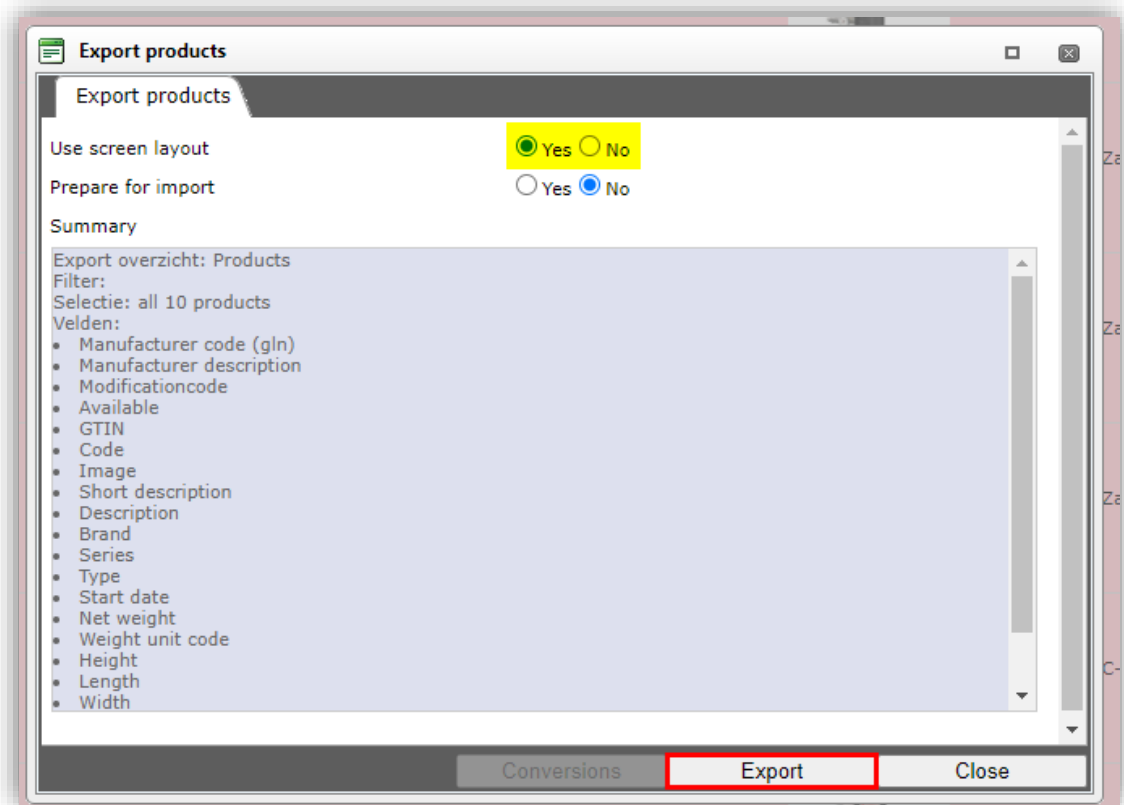 Export products
Export products
Use screen layout
Yes No
Prepare for import
Yes No
Summary
Export overzicht: Products
Filter:
Selectie: all 10 products
Velden:
• Manufacturer code (gln)
• Manufacturer description
• Modificationcode
• Available
• GTIN
• Code
• Image
• Short description
• Description
• Brand
• Series
• Type
• Start date
• Net weight
• Weight unit code
• Height
• Length
• Width
Conversions Export Close